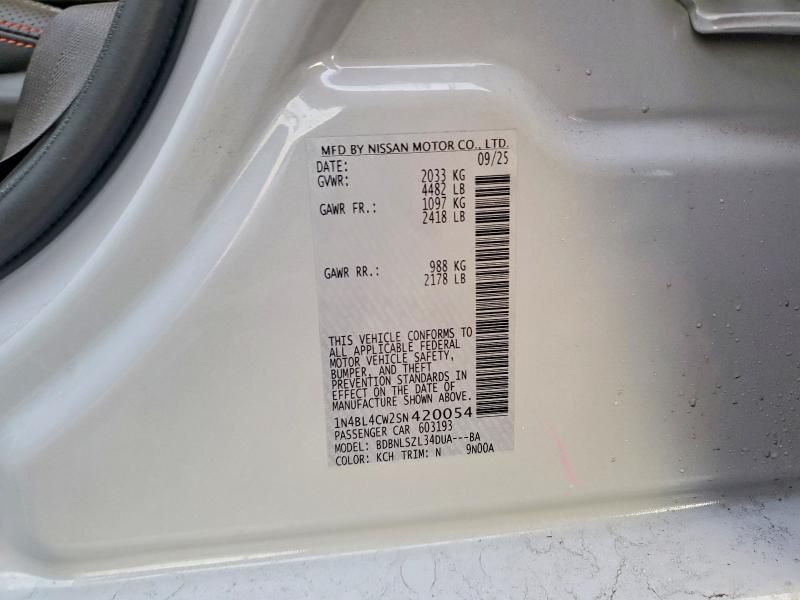 MFD BY NISSAN MOTOR CO., LTD.
DATE: 09/25
GVWR: 2033 KG
4482 LB
GAWR FR.: 1097 KG
2418 LB
GAWR RR.: 988 KG
2178 LB
THIS VEHICLE CONFORMS TO
ALL APPLICABLE FEDERAL
MOTOR VEHICLE SAFETY,
BUMPER, AND THEFT
PREVENTION STANDARDS IN
EFFECT ON THE DATE OF
MANUFACTURE SHOWN ABOVE.
1N4BL4CW2SN420054
PASSENGER CAR 603193
MODEL: BDBNLSZL34DUA---BA
COLOR: KCH TRIM: N 9N00A